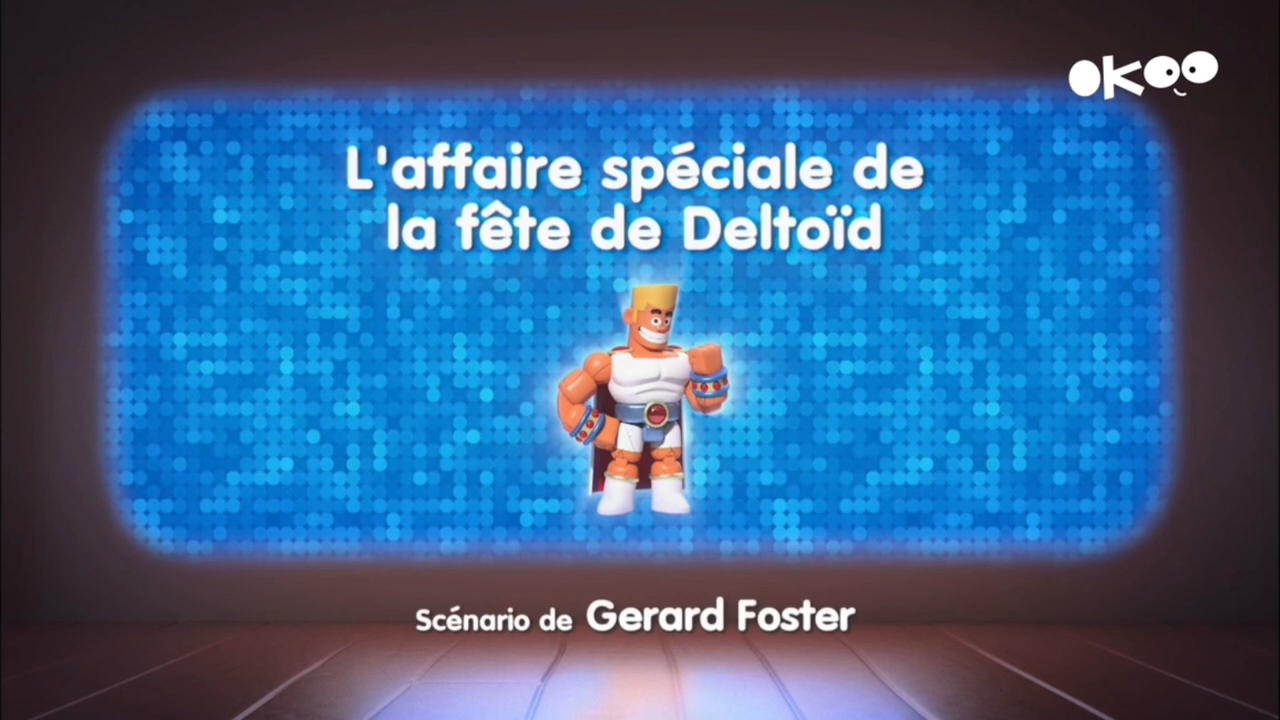 OKOO
L'affaire spéciale de
la fête de Deltoïd
Scénario de Gerard Foster